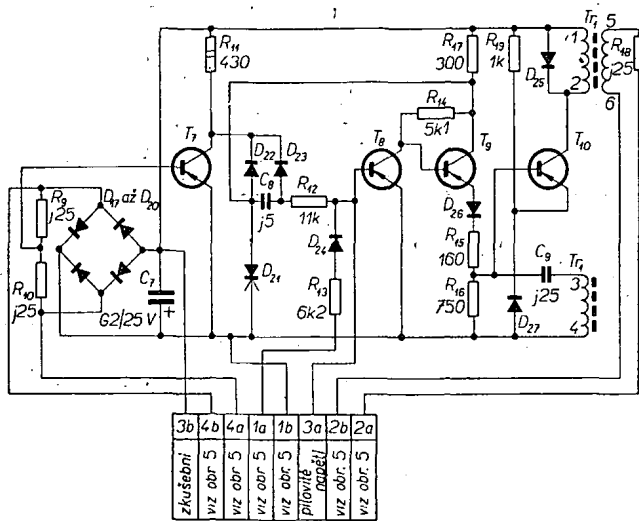 1
R11
430
R17
300
R19
1k
D25
Tr1
1
2
5
6
R18
j25
R14
5k1
T7
D22
D23
T8
T9
T10
C8
j5
R12
11k
D26
R9
j25
D17 až D20
D24
R15
160
C9
j25
Tr1
3
4
D21
R13
6k2
R16
750
R10
j25
C7
+
G2/25 V
D27
3b 4b 4a 1a 1b 3a 2b 2a
zkušební
viz obr. 5
viz obr. 5
viz obr. 5
viz obr. 5
pilovité napětí
viz obr. 5
viz obr. 5